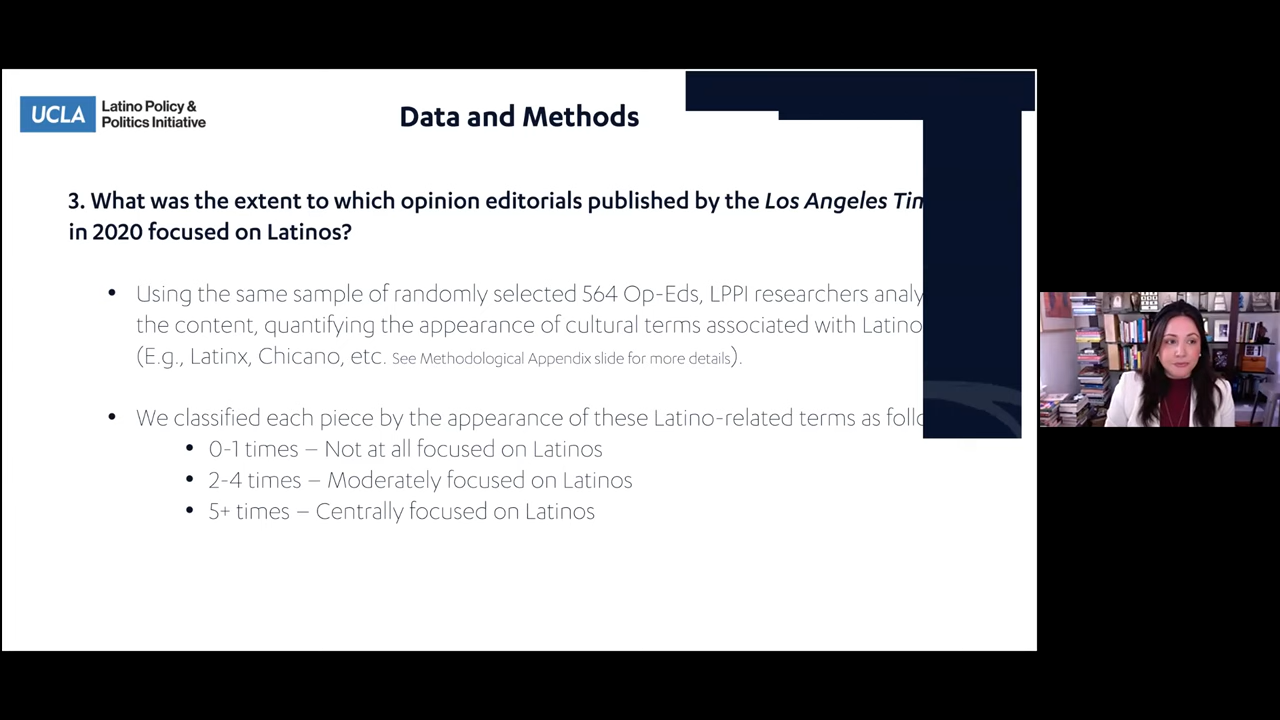 UCLA
Latino Policy &
Politics Initiative
Data and Methods
3. What was the extent to which opinion editorials published by the Los Angeles
in 2020 focused on Latinos?
• Using the same sample of randomly selected 564 Op-Eds, LPPI researchers
the content, quantifying the appearance of cultural terms associated with
(E.g., Latinx, Chicano, etc. See Methodological Appendix slide for more details).
• We classified each piece by the appearance of these Latino-related terms as
• 0-1 times – Not at all focused on Latinos
• 2-4 times – Moderately focused on Latinos
• 5+ times – Centrally focused on Latinos